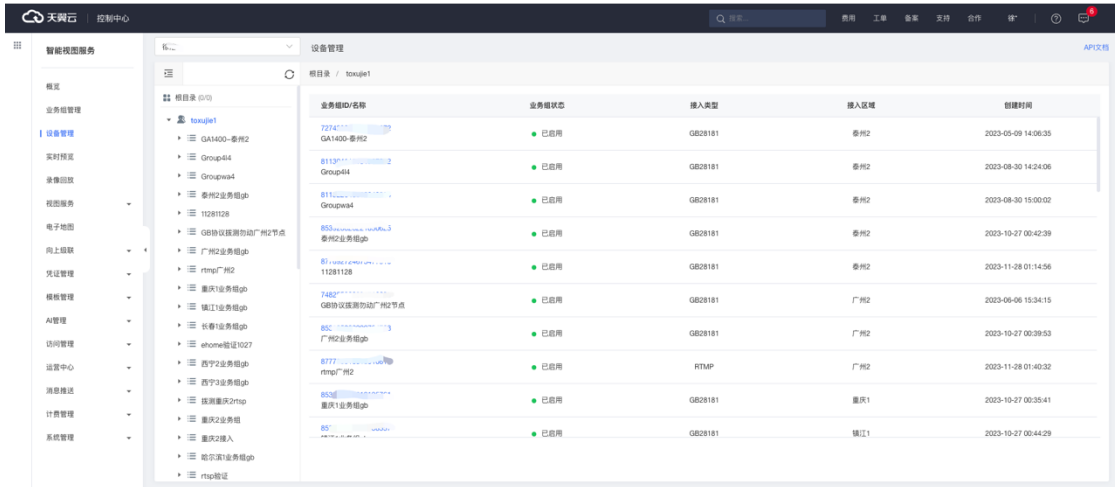 天翼云 控制中心 搜索... 费用 工单 备案 支持 合作 6
智能视图服务
设备管理 API文档
概览
业务组管理
设备管理
实时预览
录像回放
视图服务
电子地图
向上级联
凭证管理
模板管理
AI管理
访问管理
运营中心
消息推送
计费管理
系统管理
根目录 (0/0)
toxujie1
GA1400-泰州2
Group4l4
Groupwa4
泰州2业务组gb
11281128
GB协议拨测勿动广州2节点
广州2业务组gb
rtmp广州2
重庆1业务组gb
镇江1业务组gb
长春1业务组gb
ehome验证1027
西宁2业务组gb
西宁3业务组gb
拨测重庆2rtsp
重庆2业务组
重庆2接入
哈尔滨1业务组gb
rtsp验证
根目录 / toxujie1
业务组ID/名称 业务组状态 接入类型 接入区域 创建时间
GA1400-泰州2 已启用 GB28181 泰州2 2023-05-09 14:06:35
Group4l4 已启用 GB28181 泰州2 2023-08-30 14:24:06
Groupwa4 已启用 GB28181 泰州2 2023-08-30 15:00:02
泰州2业务组gb 已启用 GB28181 泰州2 2023-10-27 00:42:39
11281128 已启用 GB28181 泰州2 2023-11-28 01:14:56
GB协议拨测勿动广州2节点 已启用 GB28181 广州2 2023-06-06 15:34:15
广州2业务组gb 已启用 GB28181 广州2 2023-10-27 00:39:53
rtmp广州2 已启用 RTMP 广州2 2023-11-28 01:40:32
重庆1业务组gb 已启用 GB28181 重庆1 2023-10-27 00:35:41
已启用 GB28181 镇江1 2023-10-27 00:44:29